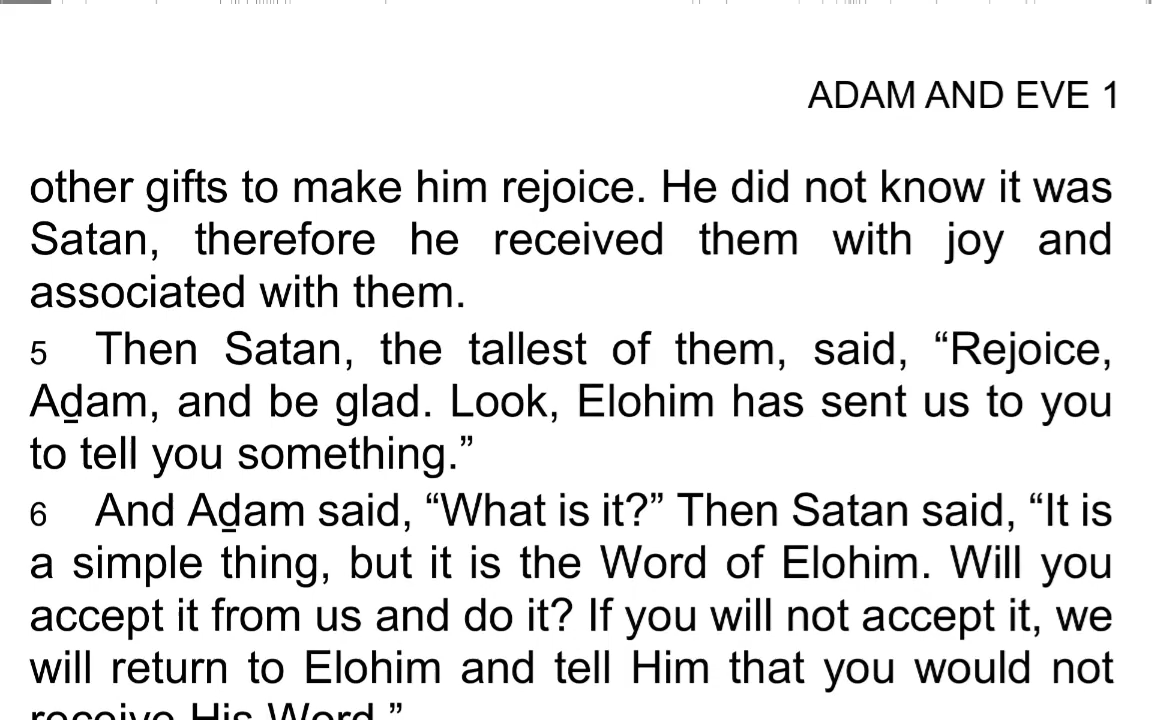 ADAM AND EVE 1
other gifts to make him rejoice. He did not know it was
Satan, therefore he received them with joy and
associated with them.
5 Then Satan, the tallest of them, said, “Rejoice,
Aḏam, and be glad. Look, Elohim has sent us to you
to tell you something.”
6 And Aḏam said, “What is it?” Then Satan said, “It is
a simple thing, but it is the Word of Elohim. Will you
accept it from us and do it? If you will not accept it, we
will return to Elohim and tell Him that you would not
receive His Word.”